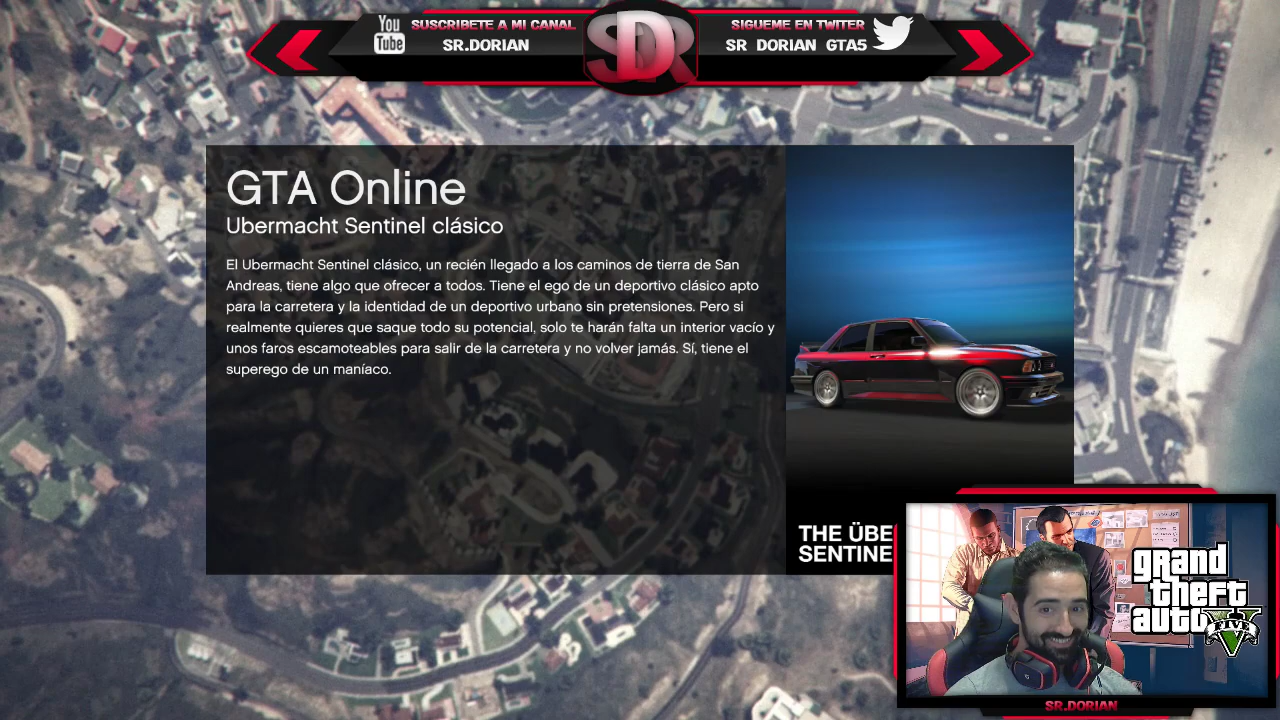 You
Tube
SUSCRIBETE A MI CANAL
SR.DORIAN
SDR
SIGUEME EN TWITER
SR DORIAN GTA5
GTA Online
Ubermacht Sentinel clásico
El Ubermacht Sentinel clásico, un recién llegado a los caminos de tierra de San
Andreas, tiene algo que ofrecer a todos. Tiene el ego de un deportivo clásico apto
para la carretera y la identidad de un deportivo urbano sin pretensiones. Pero si
realmente quieres que saque todo su potencial, solo te harán falta un interior vacío y
unos faros escamoteables para salir de la carretera y no volver jamás. Sí, tiene el
superego de un maníaco.
THE ÜBE
SENTINE
grand
theft
auto
V
FIVE
SR.DORIAN